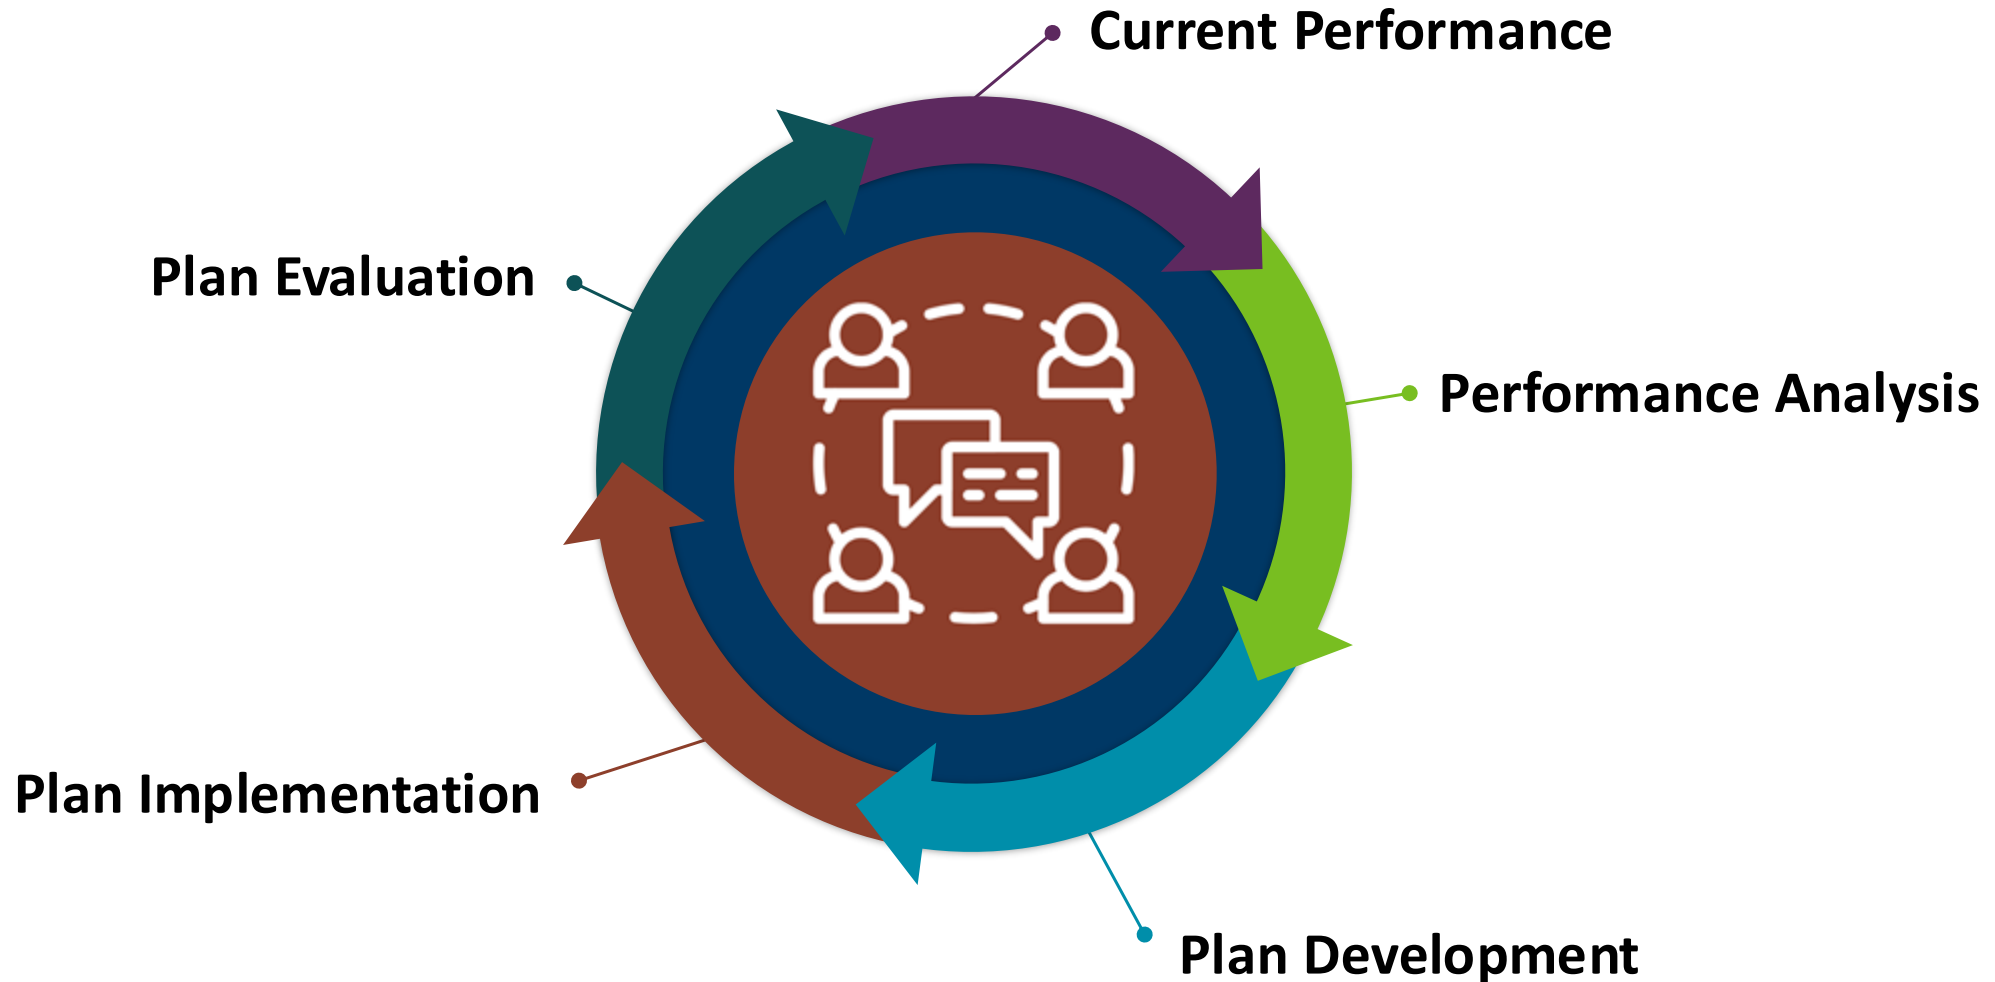 Current Performance
Performance Analysis
Plan Development
Plan Implementation
Plan Evaluation